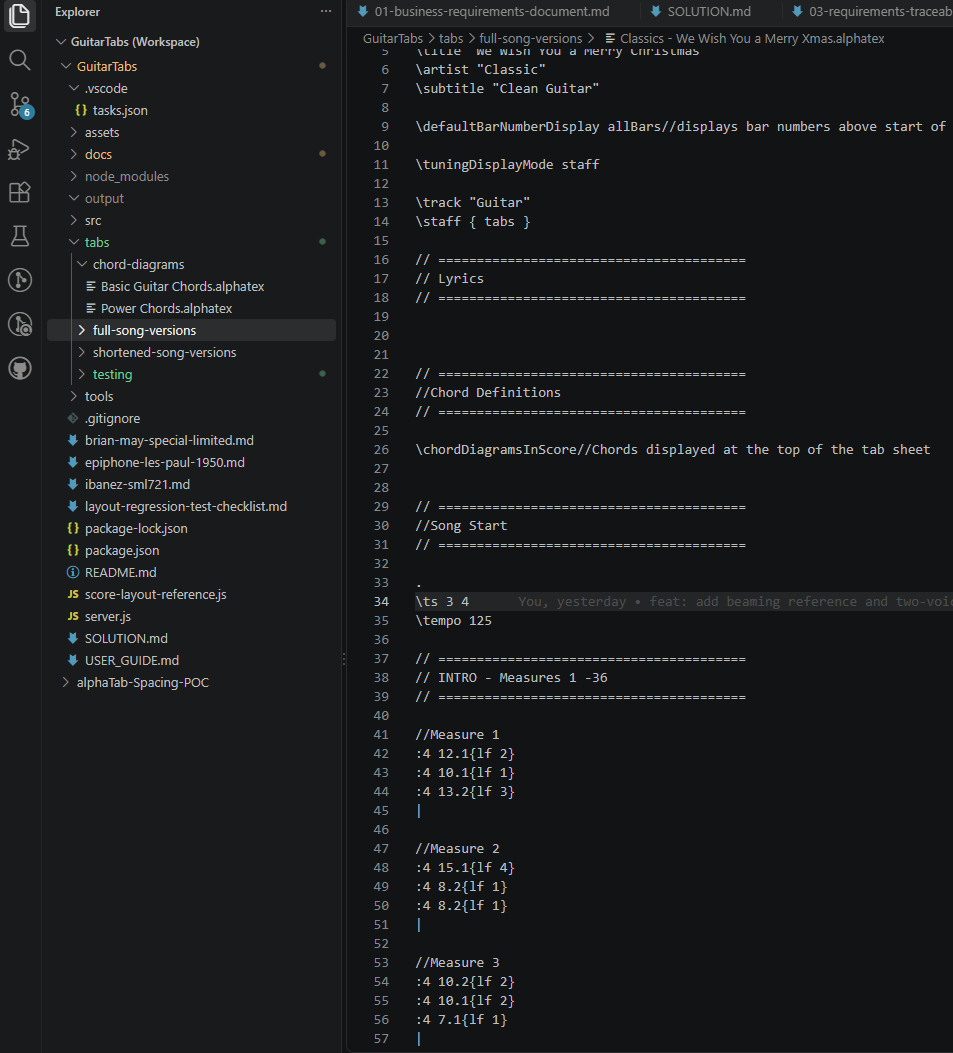 Explorer
GuitarTabs (Workspace)
GuitarTabs
.vscode
{} tasks.json
assets
docs
node_modules
output
src
tabs
chord-diagrams
Basic Guitar Chords.alphatex
Power Chords.alphatex
full-song-versions
shortened-song-versions
testing
tools
.gitignore
brian-may-special-limited.md
epiphone-les-paul-1950.md
ibanez-sml721.md
layout-regression-test-checklist.md
{} package-lock.json
{} package.json
README.md
JS score-layout-reference.js
JS server.js
SOLUTION.md
USER_GUIDE.md
alphaTab-Spacing-POC
6
01-business-requirements-document.md
SOLUTION.md
03-requirements-traceab
GuitarTabs > tabs > full-song-versions > Classics - We Wish You a Merry Xmas.alphatex
5 \title "We Wish You a Merry Christmas
6 \artist "Classic"
7 \subtitle "Clean Guitar"
8
9 \defaultBarNumberDisplay allBars//displays bar numbers above start of
10
11 \tuningDisplayMode staff
12
13 \track "Guitar"
14 \staff { tabs }
15
16 // ========================================
17 // Lyrics
18 // ========================================
19
20
21
22 // ========================================
23 //Chord Definitions
24 // ========================================
25
26 \chordDiagramsInScore//Chords displayed at the top of the tab sheet
27
28
29 // ========================================
30 //Song Start
31 // ========================================
32
33 .
34 \ts 3 4 You, yesterday • feat: add beaming reference and two-voic
35 \tempo 125
36
37 // ========================================
38 // INTRO - Measures 1 -36
39 // ========================================
40
41 //Measure 1
42 :4 12.1{lf 2}
43 :4 10.1{lf 1}
44 :4 13.2{lf 3}
45 |
46
47 //Measure 2
48 :4 15.1{lf 4}
49 :4 8.2{lf 1}
50 :4 8.2{lf 1}
51 |
52
53 //Measure 3
54 :4 10.2{lf 2}
55 :4 10.1{lf 2}
56 :4 7.1{lf 1}
57 |